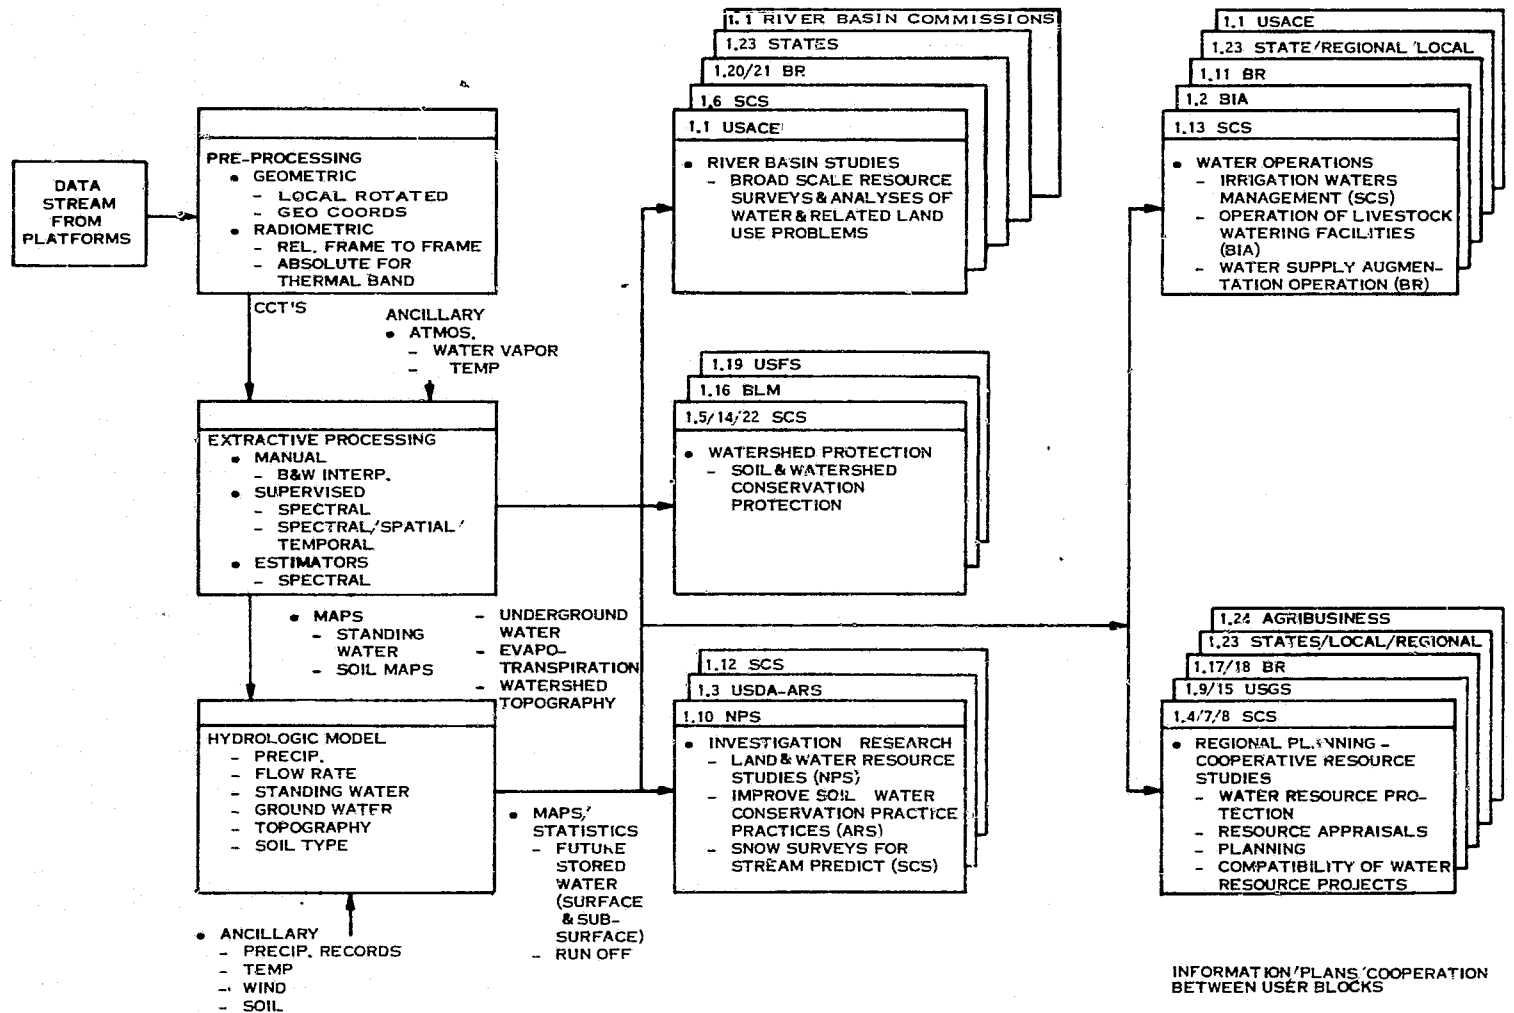 DATA
STREAM
FROM
PLATFORMS
PRE-PROCESSING
• GEOMETRIC
– LOCAL ROTATED
– GEO COORDS
• RADIOMETRIC
– REL. FRAME TO FRAME
– ABSOLUTE FOR
THERMAL BAND
CCT'S
ANCILLARY
• ATMOS.
– WATER VAPOR
– TEMP
EXTRACTIVE PROCESSING
• MANUAL
– B&W INTERP.
• SUPERVISED
– SPECTRAL
– SPECTRAL/SPATIAL/
TEMPORAL
• ESTIMATORS
– SPECTRAL
• MAPS
– STANDING
WATER
– SOIL MAPS
– UNDERGROUND
WATER
– EVAPO-
TRANSPIRATION
– WATERSHED
TOPOGRAPHY
HYDROLOGIC MODEL
– PRECIP.
– FLOW RATE
– STANDING WATER
– GROUND WATER
– TOPOGRAPHY
– SOIL TYPE
• ANCILLARY
– PRECIP. RECORDS
– TEMP
– WIND
– SOIL
• MAPS/
STATISTICS
– FUTURE
STORED
WATER
(SURFACE
& SUB-
SURFACE)
– RUN OFF
1.1 RIVER BASIN COMMISSIONS
1.23 STATES
1.20/21 BR
1.6 SCS
1.1 USACE
• RIVER BASIN STUDIES
– BROAD SCALE RESOURCE
SURVEYS & ANALYSES OF
WATER & RELATED LAND
USE PROBLEMS
1.19 USFS
1.16 BLM
1.5/14/22 SCS
• WATERSHED PROTECTION
– SOIL & WATERSHED
CONSERVATION
PROTECTION
1.12 SCS
1.3 USDA-ARS
1.10 NPS
• INVESTIGATION RESEARCH
– LAND & WATER RESOURCE
STUDIES (NPS)
– IMPROVE SOIL WATER
CONSERVATION PRACTICE
PRACTICES (ARS)
– SNOW SURVEYS FOR
STREAM PREDICT (SCS)
1.1 USACE
1.23 STATE/REGIONAL/LOCAL
1.11 BR
1.2 BIA
1.13 SCS
• WATER OPERATIONS
– IRRIGATION WATERS
MANAGEMENT (SCS)
– OPERATION OF LIVESTOCK
WATERING FACILITIES
(BIA)
– WATER SUPPLY AUGMEN-
TATION OPERATION (BR)
1.24 AGRIBUSINESS
1.23 STATES/LOCAL/REGIONAL
1.17/18 BR
1.9/15 USGS
1.4/7/8 SCS
• REGIONAL PLANNING –
COOPERATIVE RESOURCE
STUDIES
– WATER RESOURCE PRO-
TECTION
– RESOURCE APPRAISALS
– PLANNING
– COMPATIBILITY OF WATER
RESOURCE PROJECTS
INFORMATION/PLANS/COOPERATION
BETWEEN USER BLOCKS